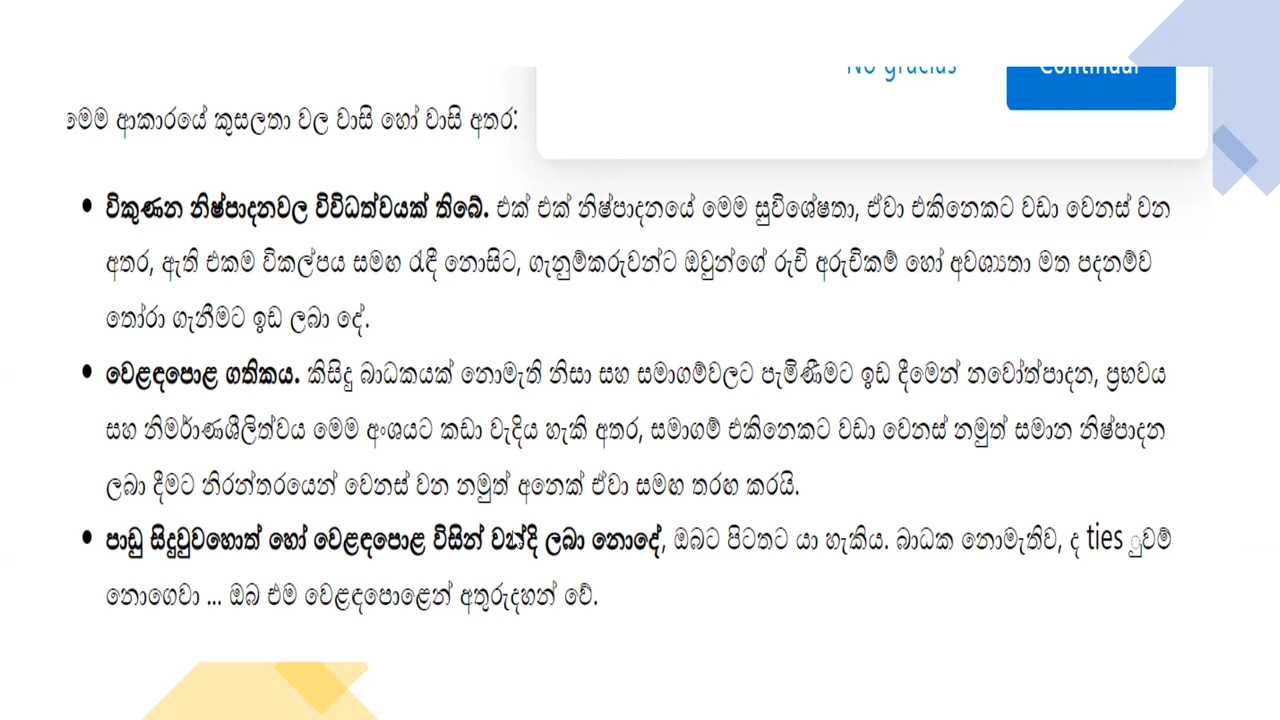 No gracias
Continuar
මෙම ආකාරයේ කුසලතා වල වාසි හෝ වාසි අතර:
• විකුණන නිෂ්පාදනවල විවිධත්වයක් තිබේ. එක් එක් නිෂ්පාදනයේ මෙම සුවිශේෂතා, ඒවා එකිනෙකට වඩා වෙනස් වන
අතර, ඇති එකම විකල්පය සමඟ රැඳී නොසිට, ගැනුම්කරුවන්ට ඔවුන්ගේ රුචි අරුචිකම් හෝ අවශ්‍යතා මත පදනම්ව
තෝරා ගැනීමට ඉඩ ලබා දේ.
• වෙළඳපොළ ගතිකය. කිසිදු බාධකයක් නොමැති නිසා සහ සමාගම්වලට පැමිණීමට ඉඩ දීමෙන් නවෝත්පාදන, ප්‍රභවය
සහ නිර්මාණශීලිත්වය මෙම අංශයට කඩා වැදිය හැකි අතර, සමාගම් එකිනෙකට වඩා වෙනස් නමුත් සමාන නිෂ්පාදන
ලබා දීමට නිරන්තරයෙන් වෙනස් වන නමුත් අනෙක් ඒවා සමඟ තරඟ කරයි.
• පාඩු සිදුවුවහොත් හෝ වෙළඳපොළ විසින් වන්දි ලබා නොදේ, ඔබට පිටතට යා හැකිය. බාධක නොමැතිව, ද ties ුවම්
නොගෙවා ... ඔබ එම වෙළඳපොළෙන් අතුරුදහන් වේ.